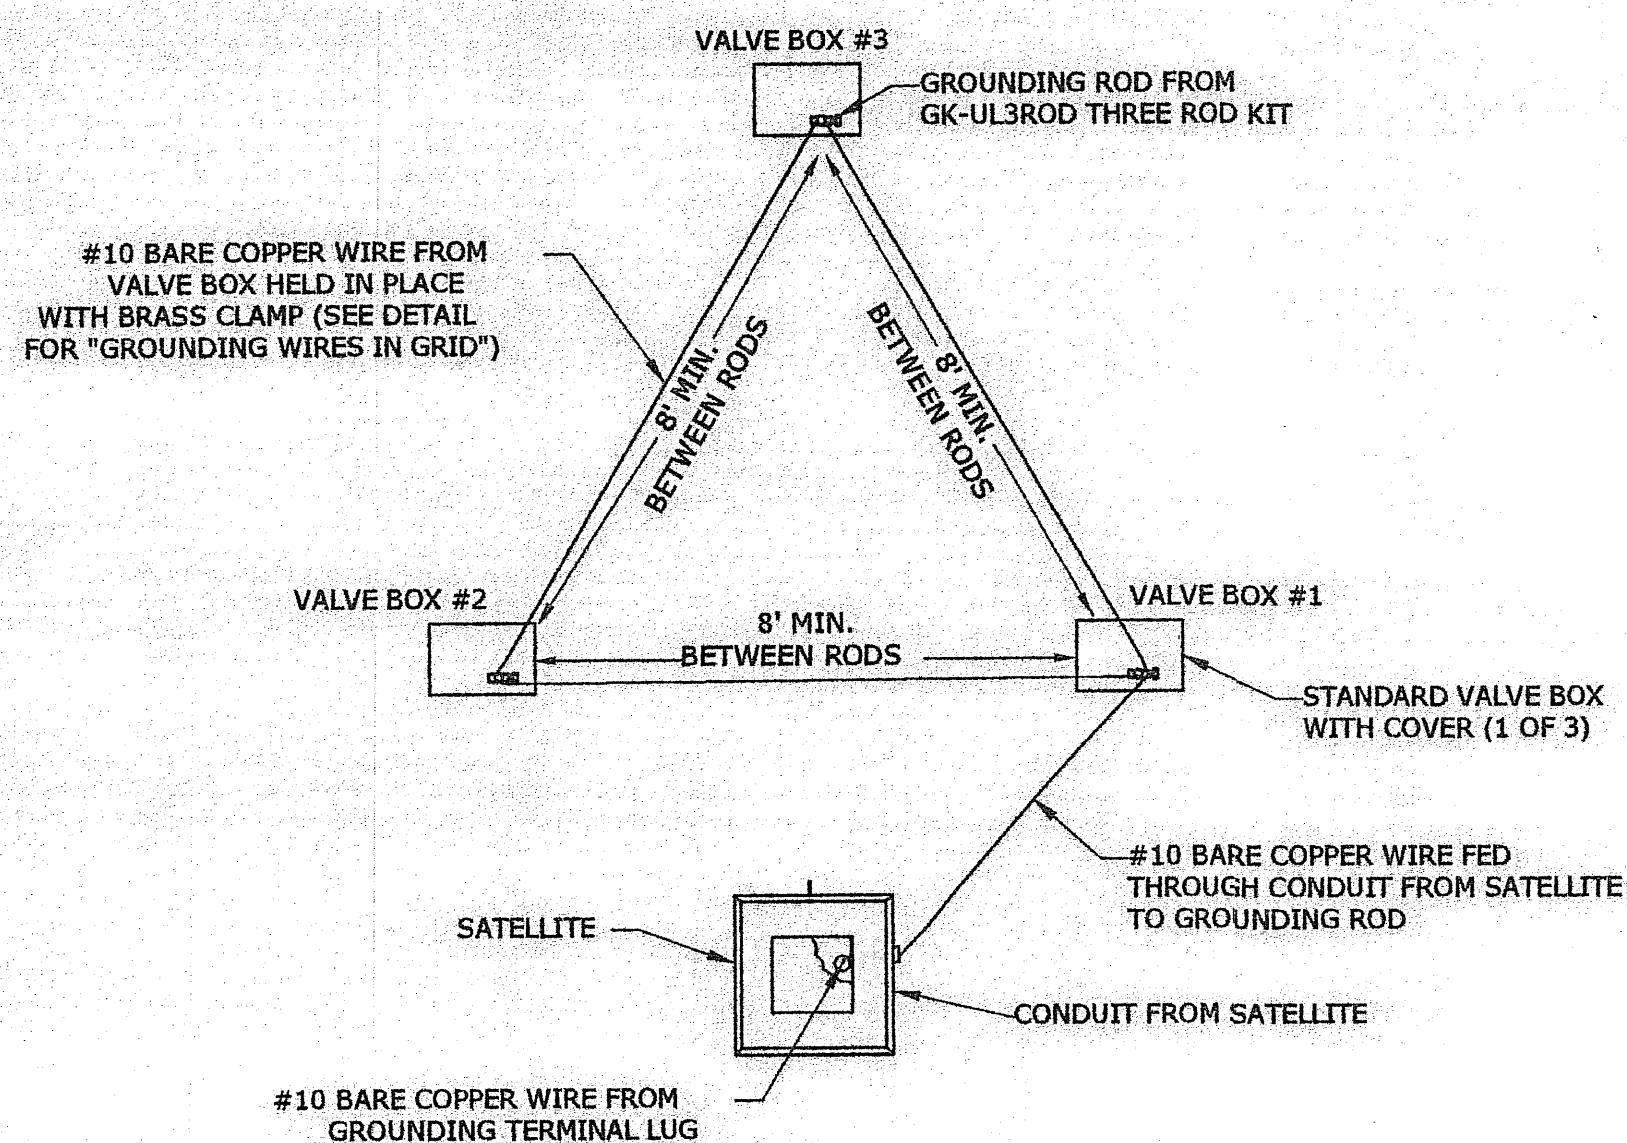 VALVE BOX #3
GROUNDING ROD FROM
GK-UL3ROD THREE ROD KIT
#10 BARE COPPER WIRE FROM
VALVE BOX HELD IN PLACE
WITH BRASS CLAMP (SEE DETAIL
FOR "GROUNDING WIRES IN GRID")
8' MIN.
BETWEEN RODS
8' MIN.
BETWEEN RODS
VALVE BOX #2
8' MIN.
BETWEEN RODS
VALVE BOX #1
STANDARD VALVE BOX
WITH COVER (1 OF 3)
#10 BARE COPPER WIRE FED
THROUGH CONDUIT FROM SATELLITE
TO GROUNDING ROD
SATELLITE
CONDUIT FROM SATELLITE
#10 BARE COPPER WIRE FROM
GROUNDING TERMINAL LUG